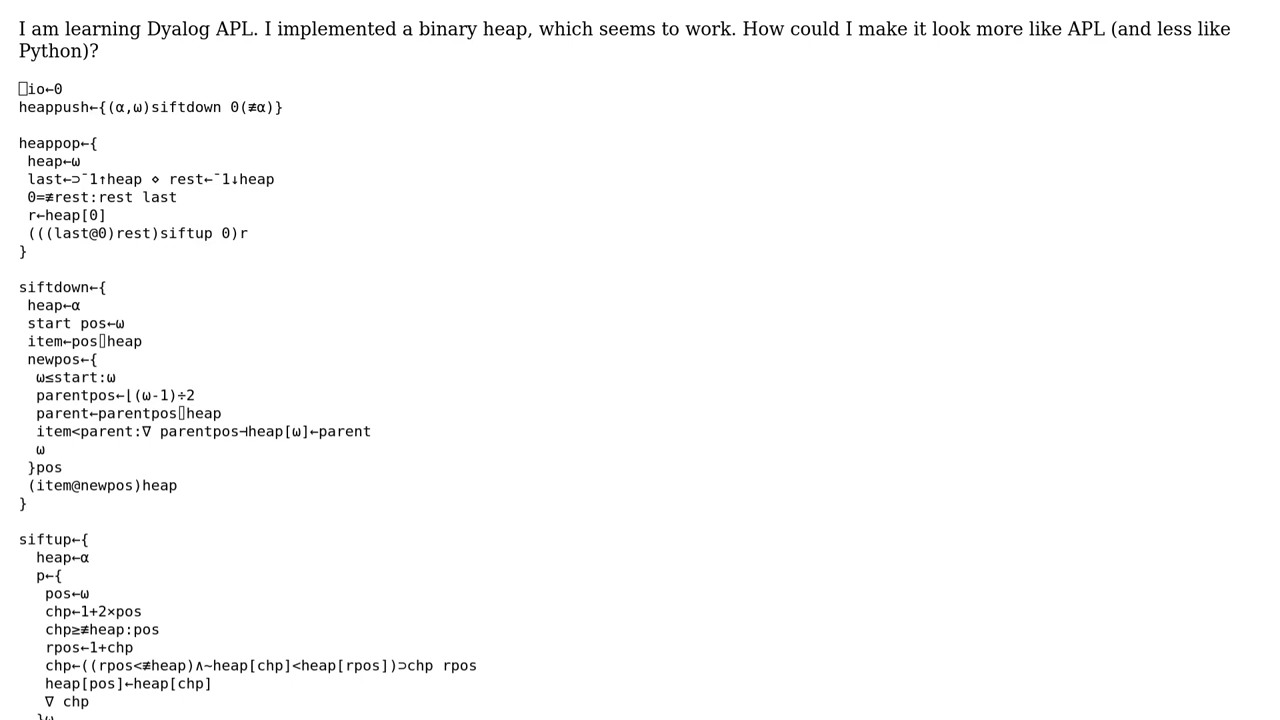 I am learning Dyalog APL. I implemented a binary heap, which seems to work. How could I make it look more like APL (and less like
Python)?
⎕io←0
heappush←{(⍺,⍵)siftdown 0(≢⍺)}
heappop←{
heap←⍵
last←⊃¯1↑heap ⋄ rest←¯1↓heap
0=≢rest:rest last
r←heap[0]
(((last@0)rest)siftup 0)r
}
siftdown←{
heap←⍺
start pos←⍵
item←pos⌷heap
newpos←{
⍵≤start:⍵
parentpos←⌊(⍵-1)÷2
parent←parentpos⌷heap
item<parent:∇ parentpos⊣heap[⍵]←parent
⍵
}pos
(item@newpos)heap
}
siftup←{
heap←⍺
p←{
pos←⍵
chp←1+2×pos
chp≥≢heap:pos
rpos←1+chp
chp←((rpos<≢heap)∧~heap[chp]<heap[rpos])⊃chp rpos
heap[pos]←heap[chp]
∇ chp
}⍵